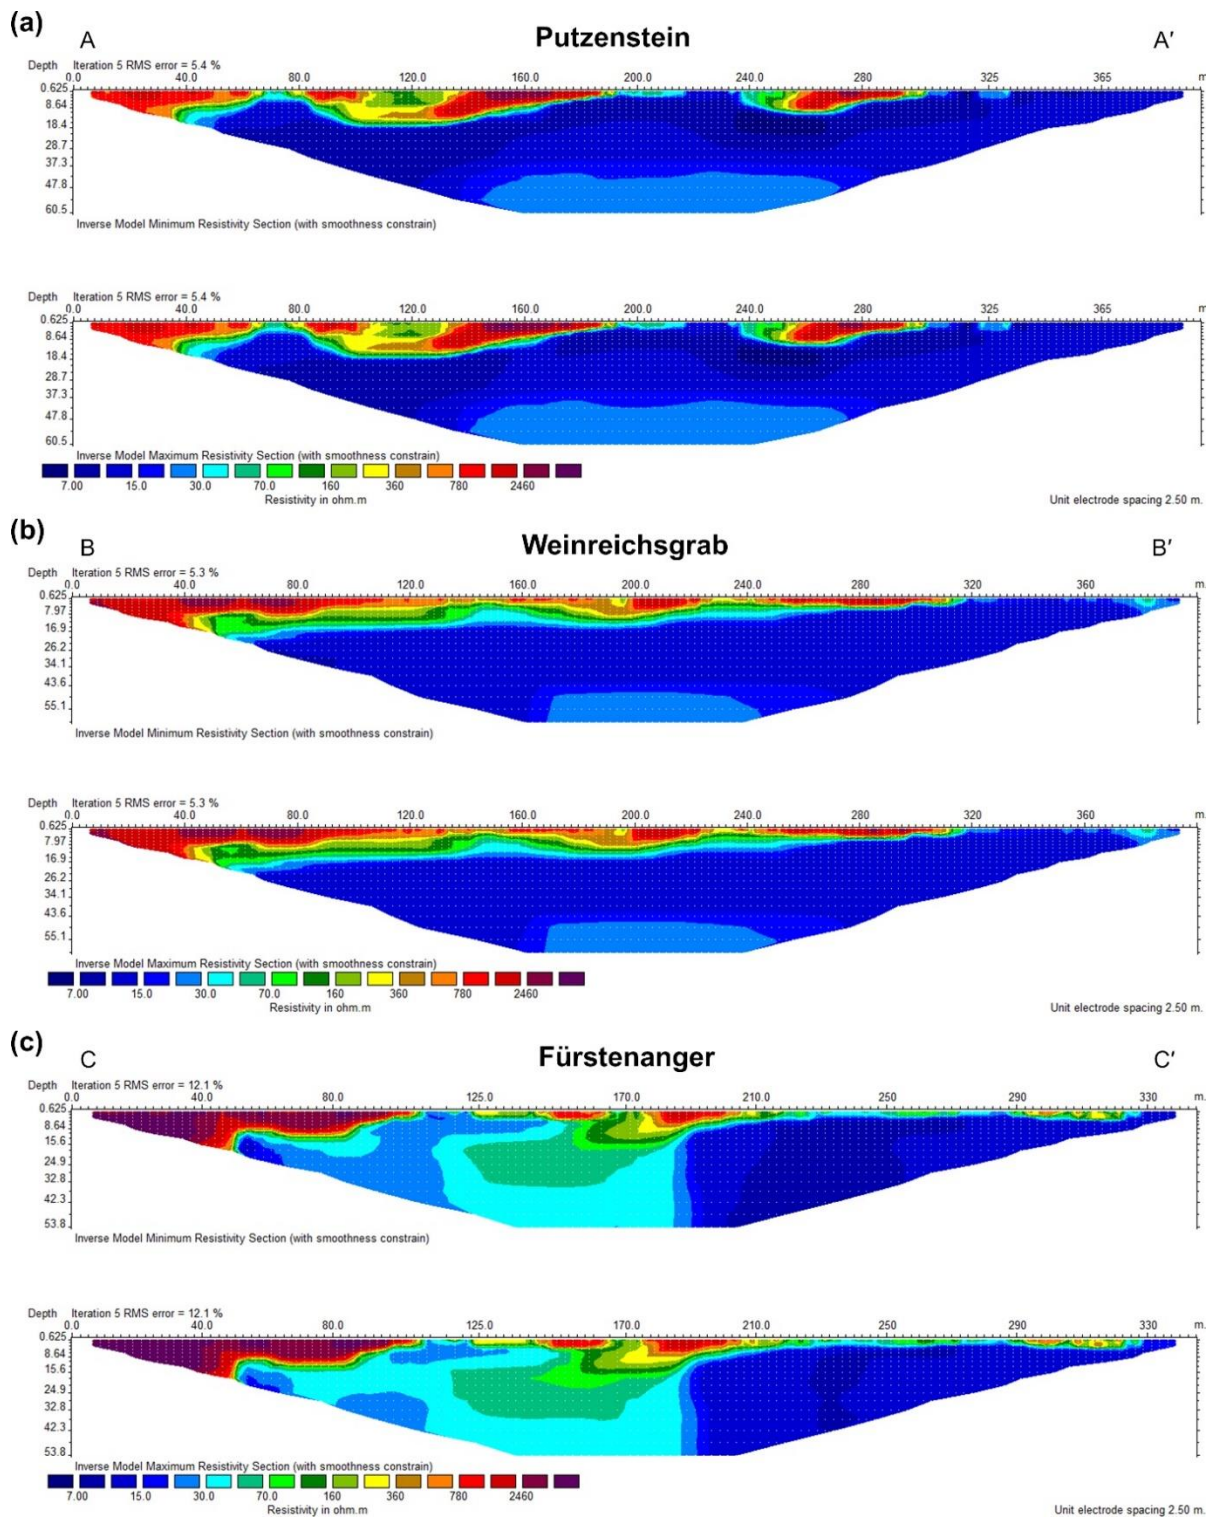 (a)
A Putzenstein A′
Depth Iteration 5 RMS error = 5.4 %
0.0 40.0 80.0 120.0 160.0 200.0 240.0 280 325 365 m.
0.625
8.64
18.4
28.7
37.3
47.8
60.5
Inverse Model Minimum Resistivity Section (with smoothness constrain)
Depth Iteration 5 RMS error = 5.4 %
0.0 40.0 80.0 120.0 160.0 200.0 240.0 280 325 365 m.
0.625
8.64
18.4
28.7
37.3
47.8
60.5
Inverse Model Maximum Resistivity Section (with smoothness constrain)
7.00 15.0 30.0 70.0 160 360 780 2460
Resistivity in ohm.m
Unit electrode spacing 2.50 m.
(b)
B Weinreichsgrab B′
Depth Iteration 5 RMS error = 5.3 %
0.0 40.0 80.0 120.0 160.0 200.0 240.0 280 320 360 m.
0.625
7.97
16.9
26.2
34.1
43.6
55.1
Inverse Model Minimum Resistivity Section (with smoothness constrain)
Depth Iteration 5 RMS error = 5.3 %
0.0 40.0 80.0 120.0 160.0 200.0 240.0 280 320 360 m.
0.625
7.97
16.9
26.2
34.1
43.6
55.1
Inverse Model Maximum Resistivity Section (with smoothness constrain)
7.00 15.0 30.0 70.0 160 360 780 2460
Resistivity in ohm.m
Unit electrode spacing 2.50 m.
(c)
C Fürstenanger C′
Depth Iteration 5 RMS error = 12.1 %
0.0 40.0 80.0 125.0 170.0 210.0 250 290 330 m.
0.625
8.64
15.6
24.9
32.8
42.3
53.8
Inverse Model Minimum Resistivity Section (with smoothness constrain)
Depth Iteration 5 RMS error = 12.1 %
0.0 40.0 80.0 125.0 170.0 210.0 250 290 330 m.
0.625
8.64
15.6
24.9
32.8
42.3
53.8
Inverse Model Maximum Resistivity Section (with smoothness constrain)
7.00 15.0 30.0 70.0 160 360 780 2460
Resistivity in ohm.m
Unit electrode spacing 2.50 m.